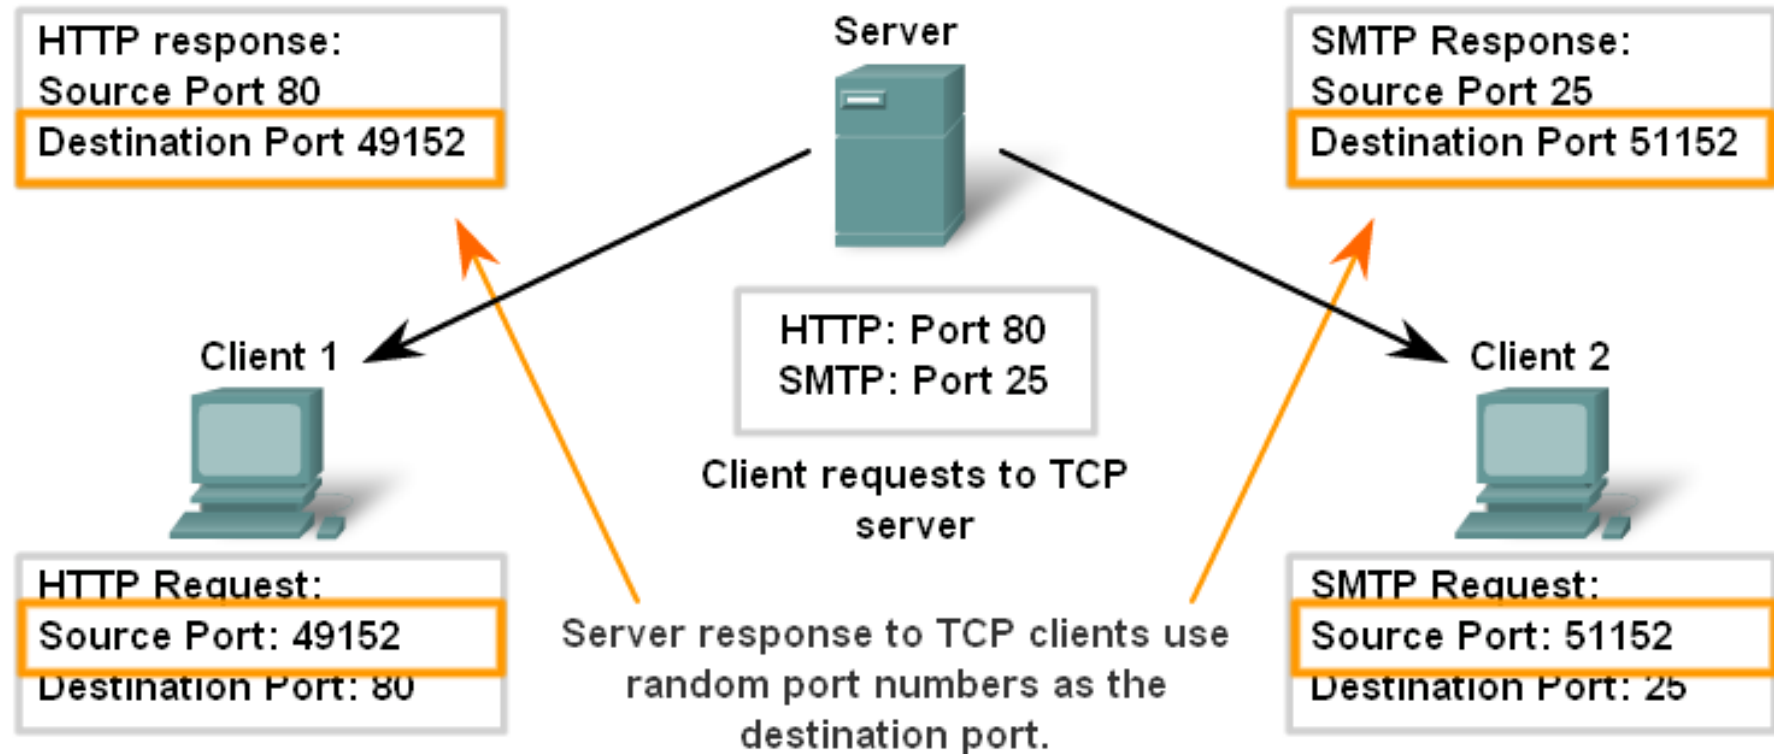 HTTP response:
Source Port 80
Destination Port 49152
Server
SMTP Response:
Source Port 25
Destination Port 51152
HTTP: Port 80
SMTP: Port 25
Client requests to TCP
server
Client 1
Client 2
HTTP Request:
Source Port: 49152
Destination Port: 80
Server response to TCP clients use
random port numbers as the
destination port.
SMTP Request:
Source Port: 51152
Destination Port: 25